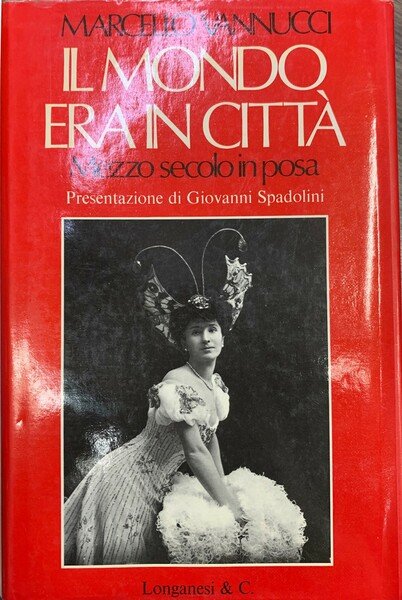 MARCELLO VANNUCCI
IL MONDO
ERA IN CITTÀ
Mezzo secolo in posa
Presentazione di Giovanni Spadolini
Longanesi & C.